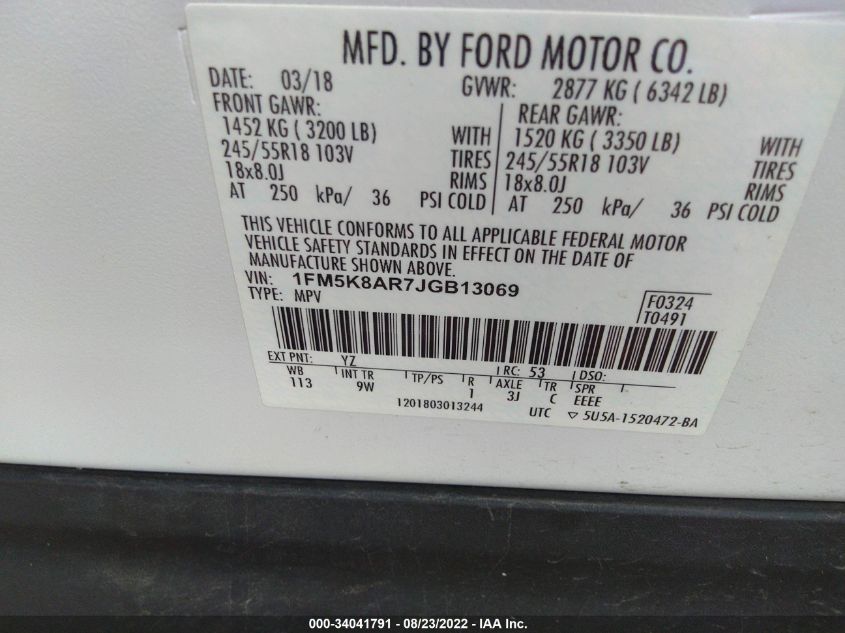 MFD. BY FORD MOTOR CO.
DATE: 03/18 GVWR: 2877 KG ( 6342 LB)
FRONT GAWR: REAR GAWR:
1452 KG ( 3200 LB) WITH 1520 KG ( 3350 LB) WITH
245/55R18 103V TIRES 245/55R18 103V TIRES
18x8.0J RIMS 18x8.0J RIMS
AT 250 kPa/ 36 PSI COLD AT 250 kPa/ 36 PSI COLD
THIS VEHICLE CONFORMS TO ALL APPLICABLE FEDERAL MOTOR
VEHICLE SAFETY STANDARDS IN EFFECT ON THE DATE OF
MANUFACTURE SHOWN ABOVE.
VIN: 1FM5K8AR7JGB13069
TYPE: MPV
F0324
T0491
EXT PNT: YZ RC: 53 DSO:
WB INT TR TP/PS R AXLE TR SPR
113 9W 1 3J C EEEE
1201803013244 UTC ▽ 5U5A-1520472-BA
000-34041791 - 08/23/2022 - IAA Inc.